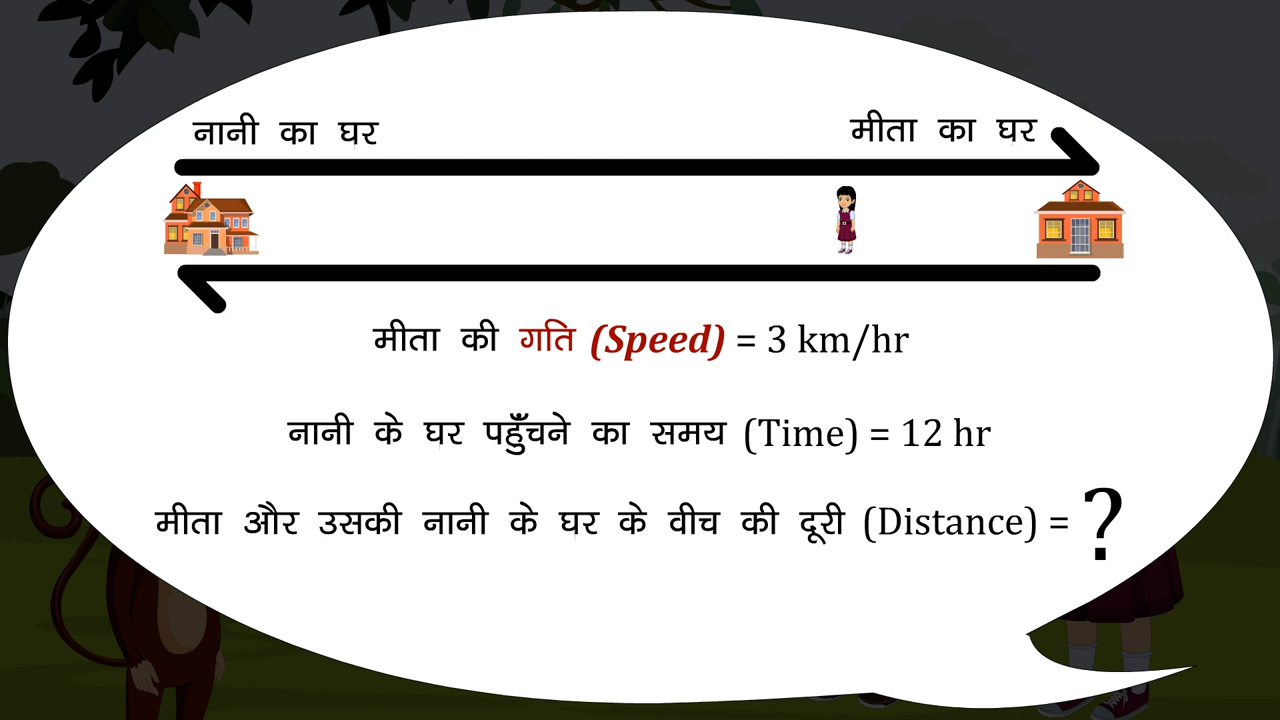 नानी का घर
मीता का घर
मीता की गति (Speed) = 3 km/hr
नानी के घर पहुँचने का समय (Time) = 12 hr
मीता और उसकी नानी के घर के वीच की दूरी (Distance) = ?